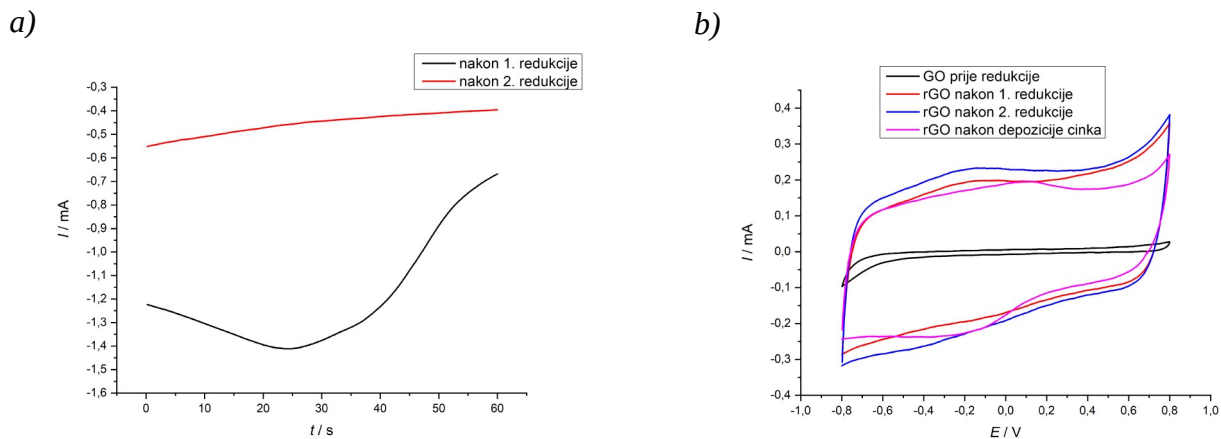 a)
nakon 1. redukcije
nakon 2. redukcije
-0,3
-0,4
-0,5
-0,6
-0,7
-0,8
-0,9
-1,0
-1,1
-1,2
-1,3
-1,4
-1,5
-1,6
I / mA
0 10 20 30 40 50 60
t / s
b)
GO prije redukcije
rGO nakon 1. redukcije
rGO nakon 2. redukcije
rGO nakon depozicije cinka
0,4
0,3
0,2
0,1
0,0
-0,1
-0,2
-0,3
-0,4
I / mA
-1,0 -0,8 -0,6 -0,4 -0,2 0,0 0,2 0,4 0,6 0,8 1,0
E / V